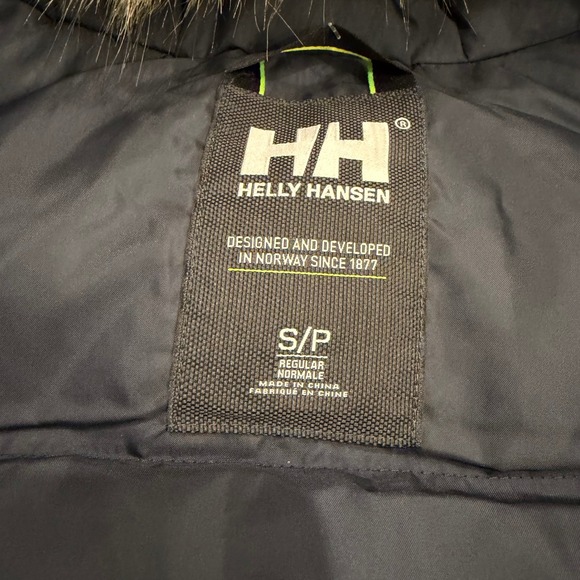 HH®
HELLY HANSEN
DESIGNED AND DEVELOPED
IN NORWAY SINCE 1877
S/P
REGULAR
NORMALE
MADE IN CHINA
FABRIQUÉ EN CHINE